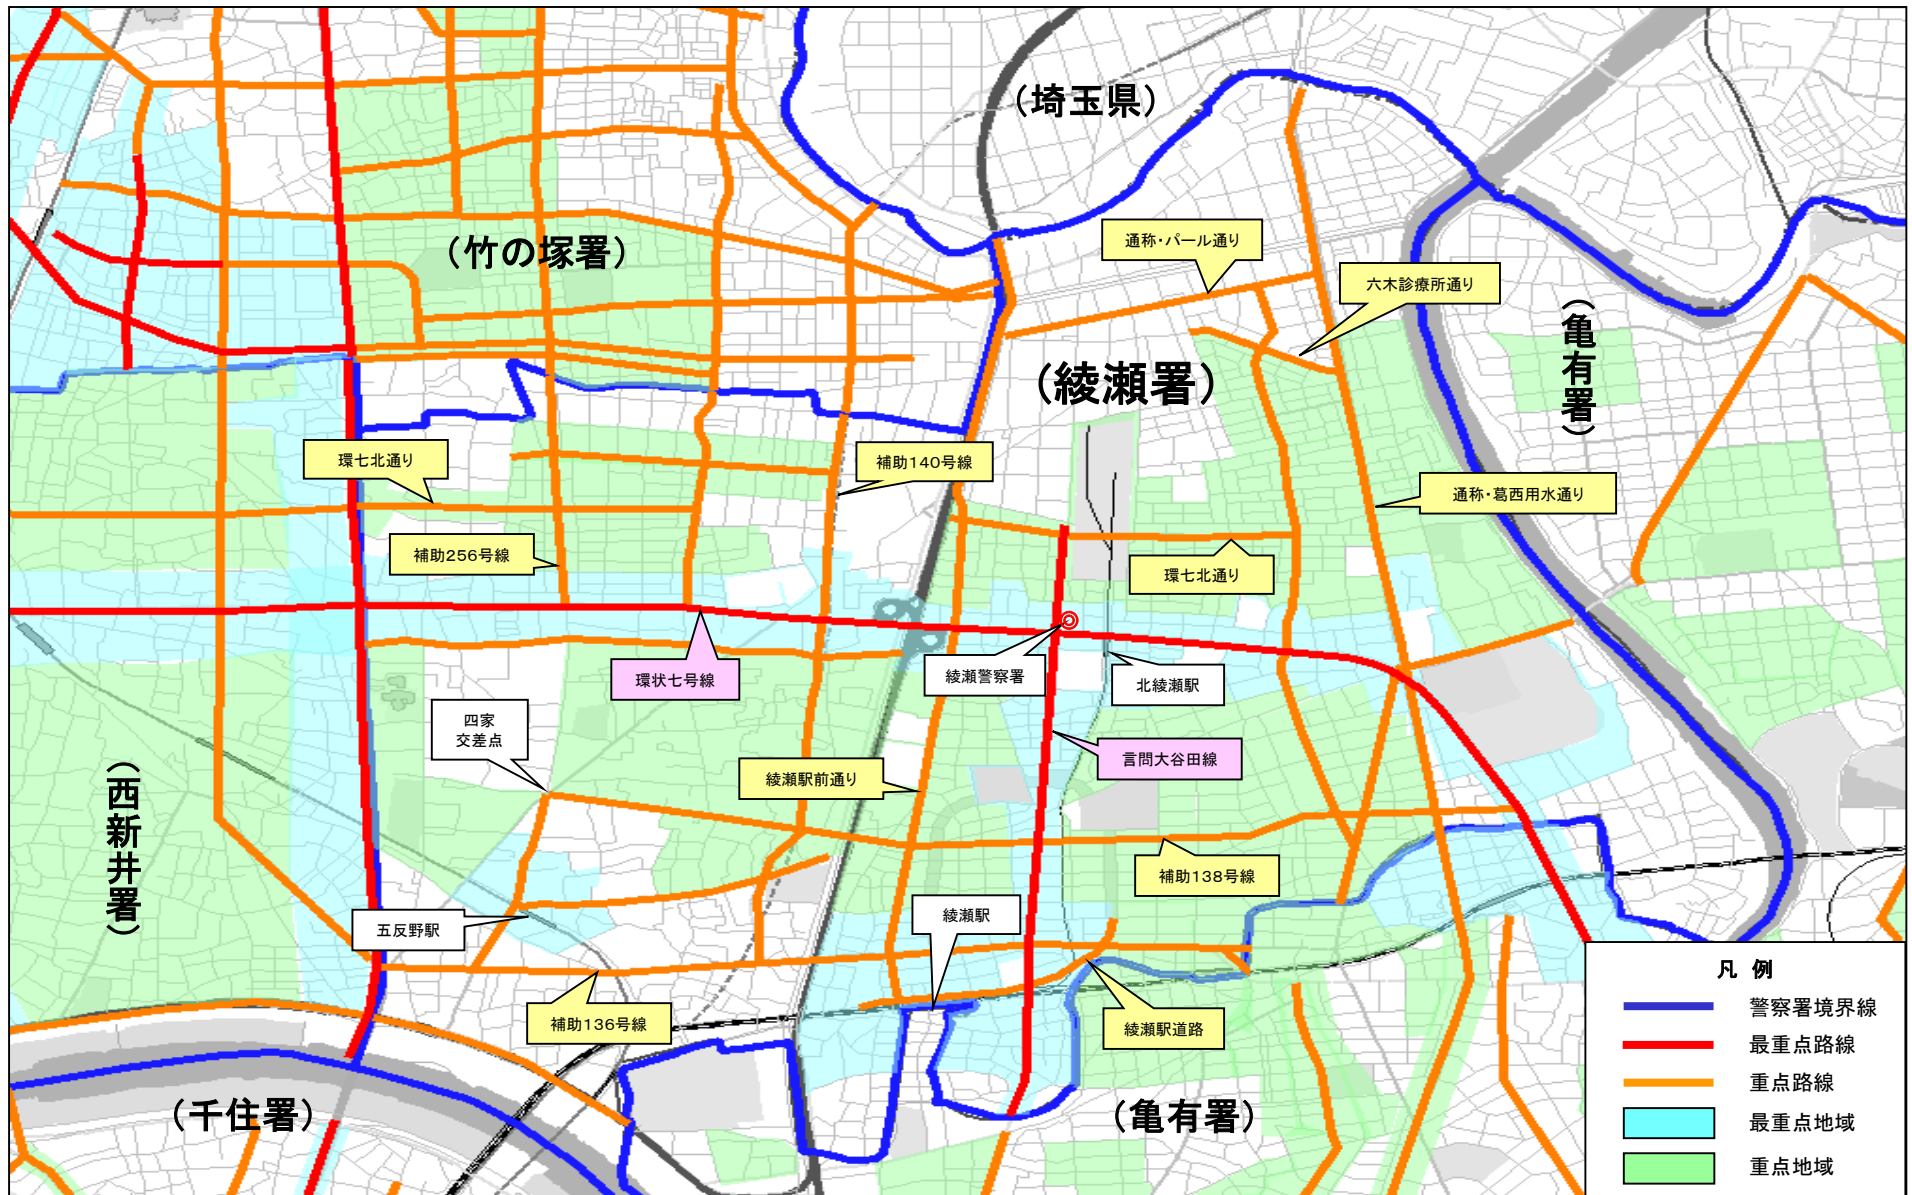 (埼玉県)
(竹の塚署)
通称・パール通り
六木診療所通り
(亀有署)
(綾瀬署)
環七北通り
補助140号線
通称・葛西用水通り
補助256号線
環七北通り
環状七号線
綾瀬警察署
北綾瀬駅
四家
交差点
言問大谷田線
綾瀬駅前通り
(西新井署)
補助138号線
五反野駅
綾瀬駅
補助136号線
綾瀬駅道路
(千住署)
(亀有署)
凡 例
警察署境界線
最重点路線
重点路線
最重点地域
重点地域